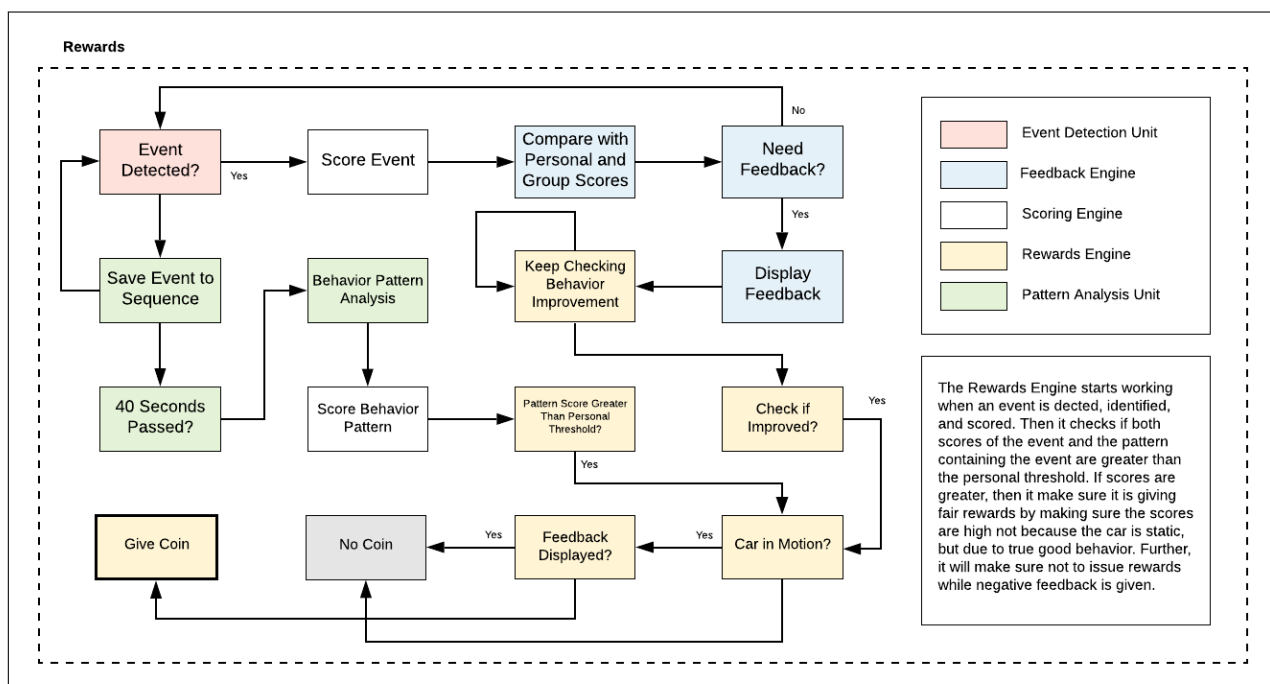 Rewards
No
Event
Detected?
Yes
Score Event
Compare with
Personal and
Group Scores
Need
Feedback?
Yes
Save Event to
Sequence
Behavior Pattern
Analysis
Keep Checking
Behavior
Improvement
Display
Feedback
40 Seconds
Passed?
Score Behavior
Pattern
Pattern Score Greater
Than Personal
Threshold?
Yes
Check if
Improved?
Yes
Give Coin
No Coin
Yes
Feedback
Displayed?
Yes
Car in Motion?
Event Detection Unit
Feedback Engine
Scoring Engine
Rewards Engine
Pattern Analysis Unit
The Rewards Engine starts working
when an event is dected, identified,
and scored. Then it checks if both
scores of the event and the pattern
containing the event are greater than
the personal threshold. If scores are
greater, then it make sure it is giving
fair rewards by making sure the scores
are high not because the car is static,
but due to true good behavior. Further,
it will make sure not to issue rewards
while negative feedback is given.